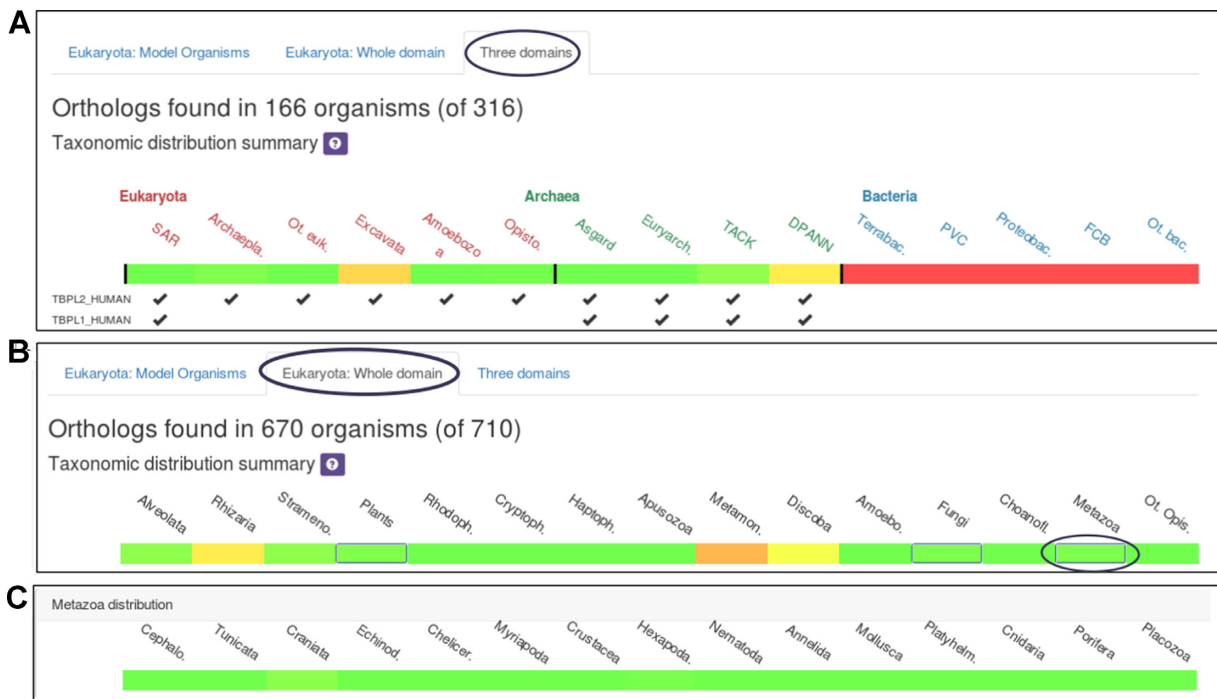 A
Eukaryota: Model Organisms Eukaryota: Whole domain Three domains
Orthologs found in 166 organisms (of 316)
Taxonomic distribution summary ?
Eukaryota Archaea Bacteria
SAR Archaepla. Ot. euk. Excavata Amoebozoa Opisto. Asgard Euryarch. TACK DPANN Terrabac. PVC Proteobac. FCB Ot. bac.
TBPL2_HUMAN ✔ ✔ ✔ ✔ ✔ ✔ ✔ ✔ ✔ ✔
TBPL1_HUMAN ✔ ✔ ✔ ✔ ✔
B
Eukaryota: Model Organisms Eukaryota: Whole domain Three domains
Orthologs found in 670 organisms (of 710)
Taxonomic distribution summary ?
Alveolata Rhizaria Strameno. Plants Rhodoph. Cryptoph. Haptoph. Apusozoa Metamon. Discoba Amoebo. Fungi Choanofl. Metazoa Ot. Opis.
C
Metazoa distribution
Cephalo. Tunicata Craniata Echinod. Chelicer. Myriapoda Crustacea Hexapoda. Nematoda Annelida Mollusca Platyhelm. Cnidaria Porifera Placozoa